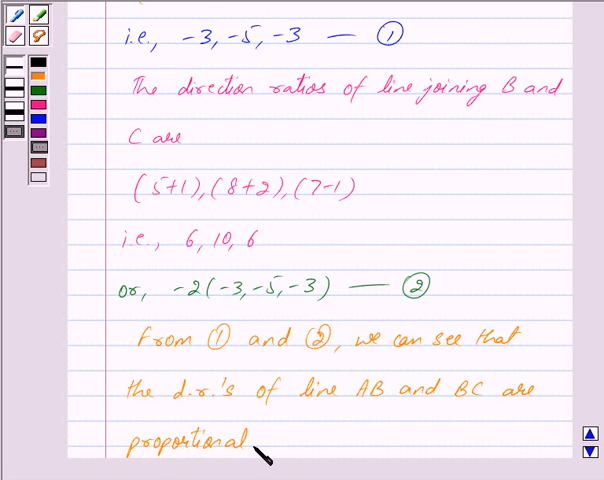 i.e., -3, -5, -3 — ①
The direction ratios of line joining B and
C are
(5+1), (8+2), (7-1)
i.e., 6, 10, 6
or, -2(-3, -5, -3) — ②
From ① and ②, we can see that
the d.r.'s of line AB and BC are
proportional